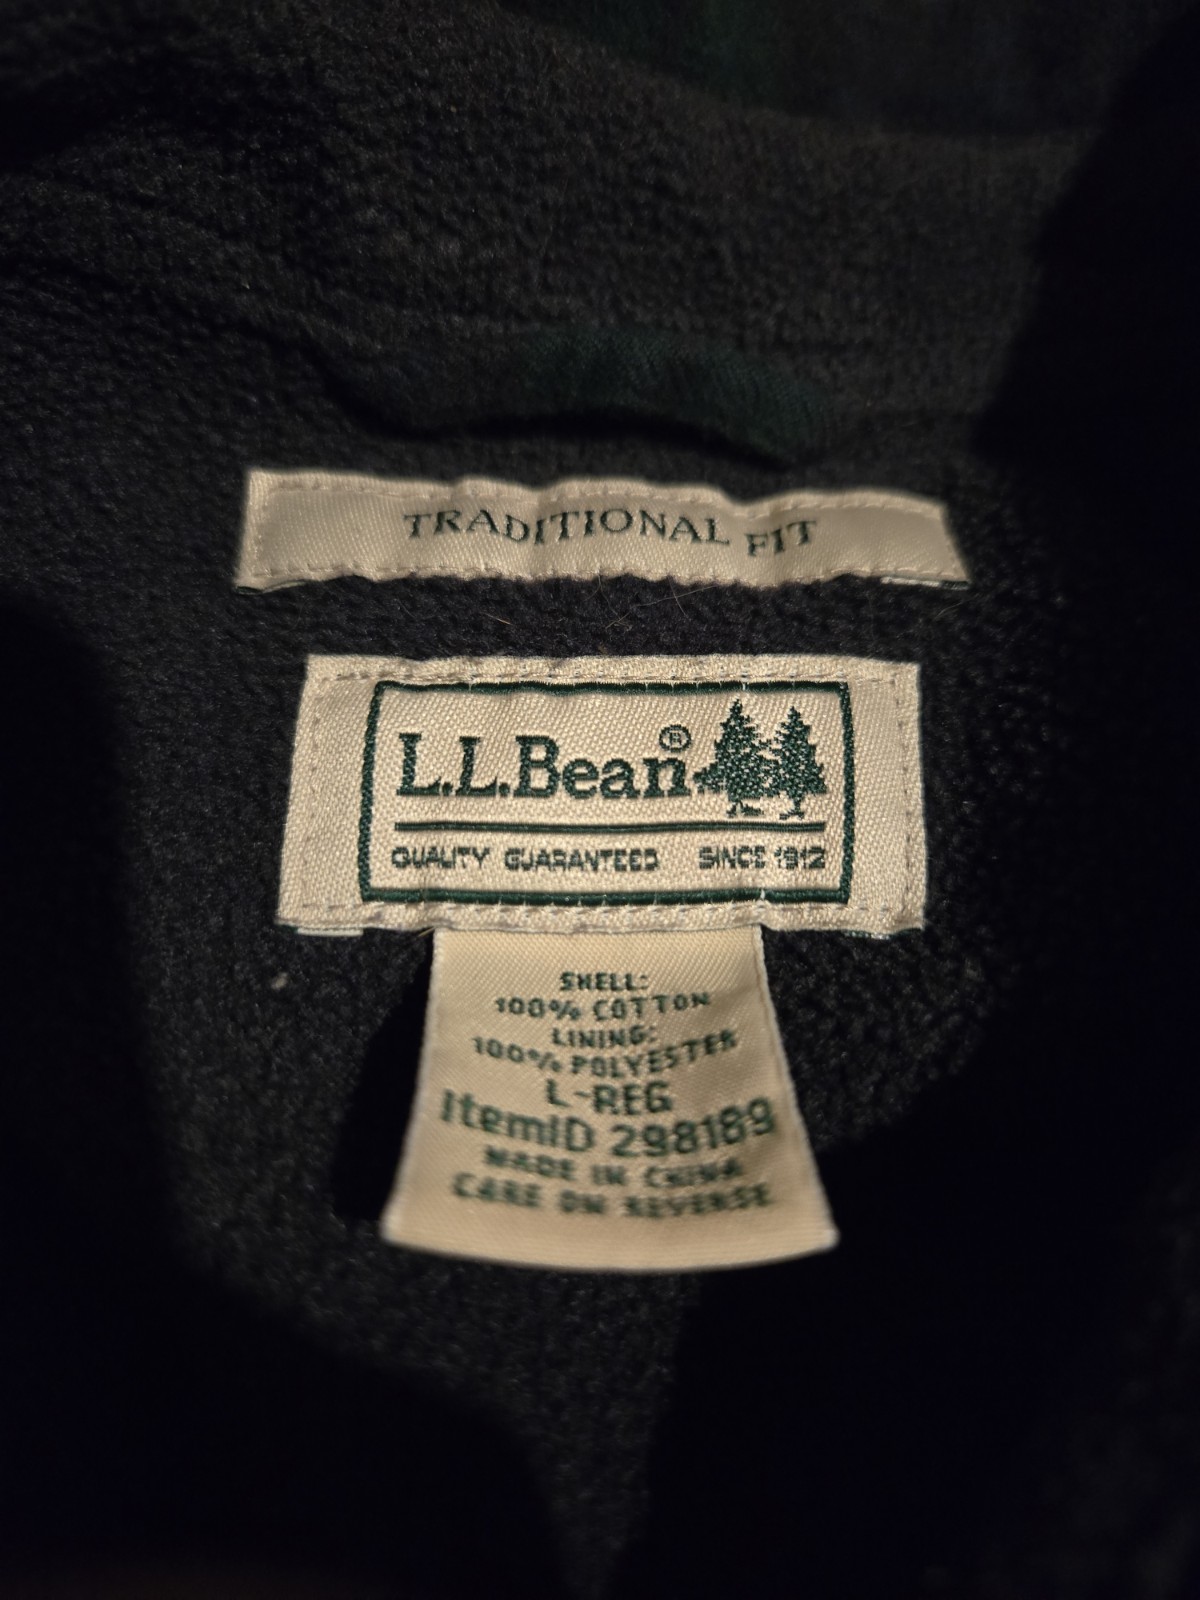 TRADITIONAL FIT
L.L.Bean®
QUALITY GUARANTEED SINCE 1912
SHELL:
100% COTTON
LINING:
100% POLYESTER
L-REG
ItemID 298189
MADE IN CHINA
CARE ON REVERSE